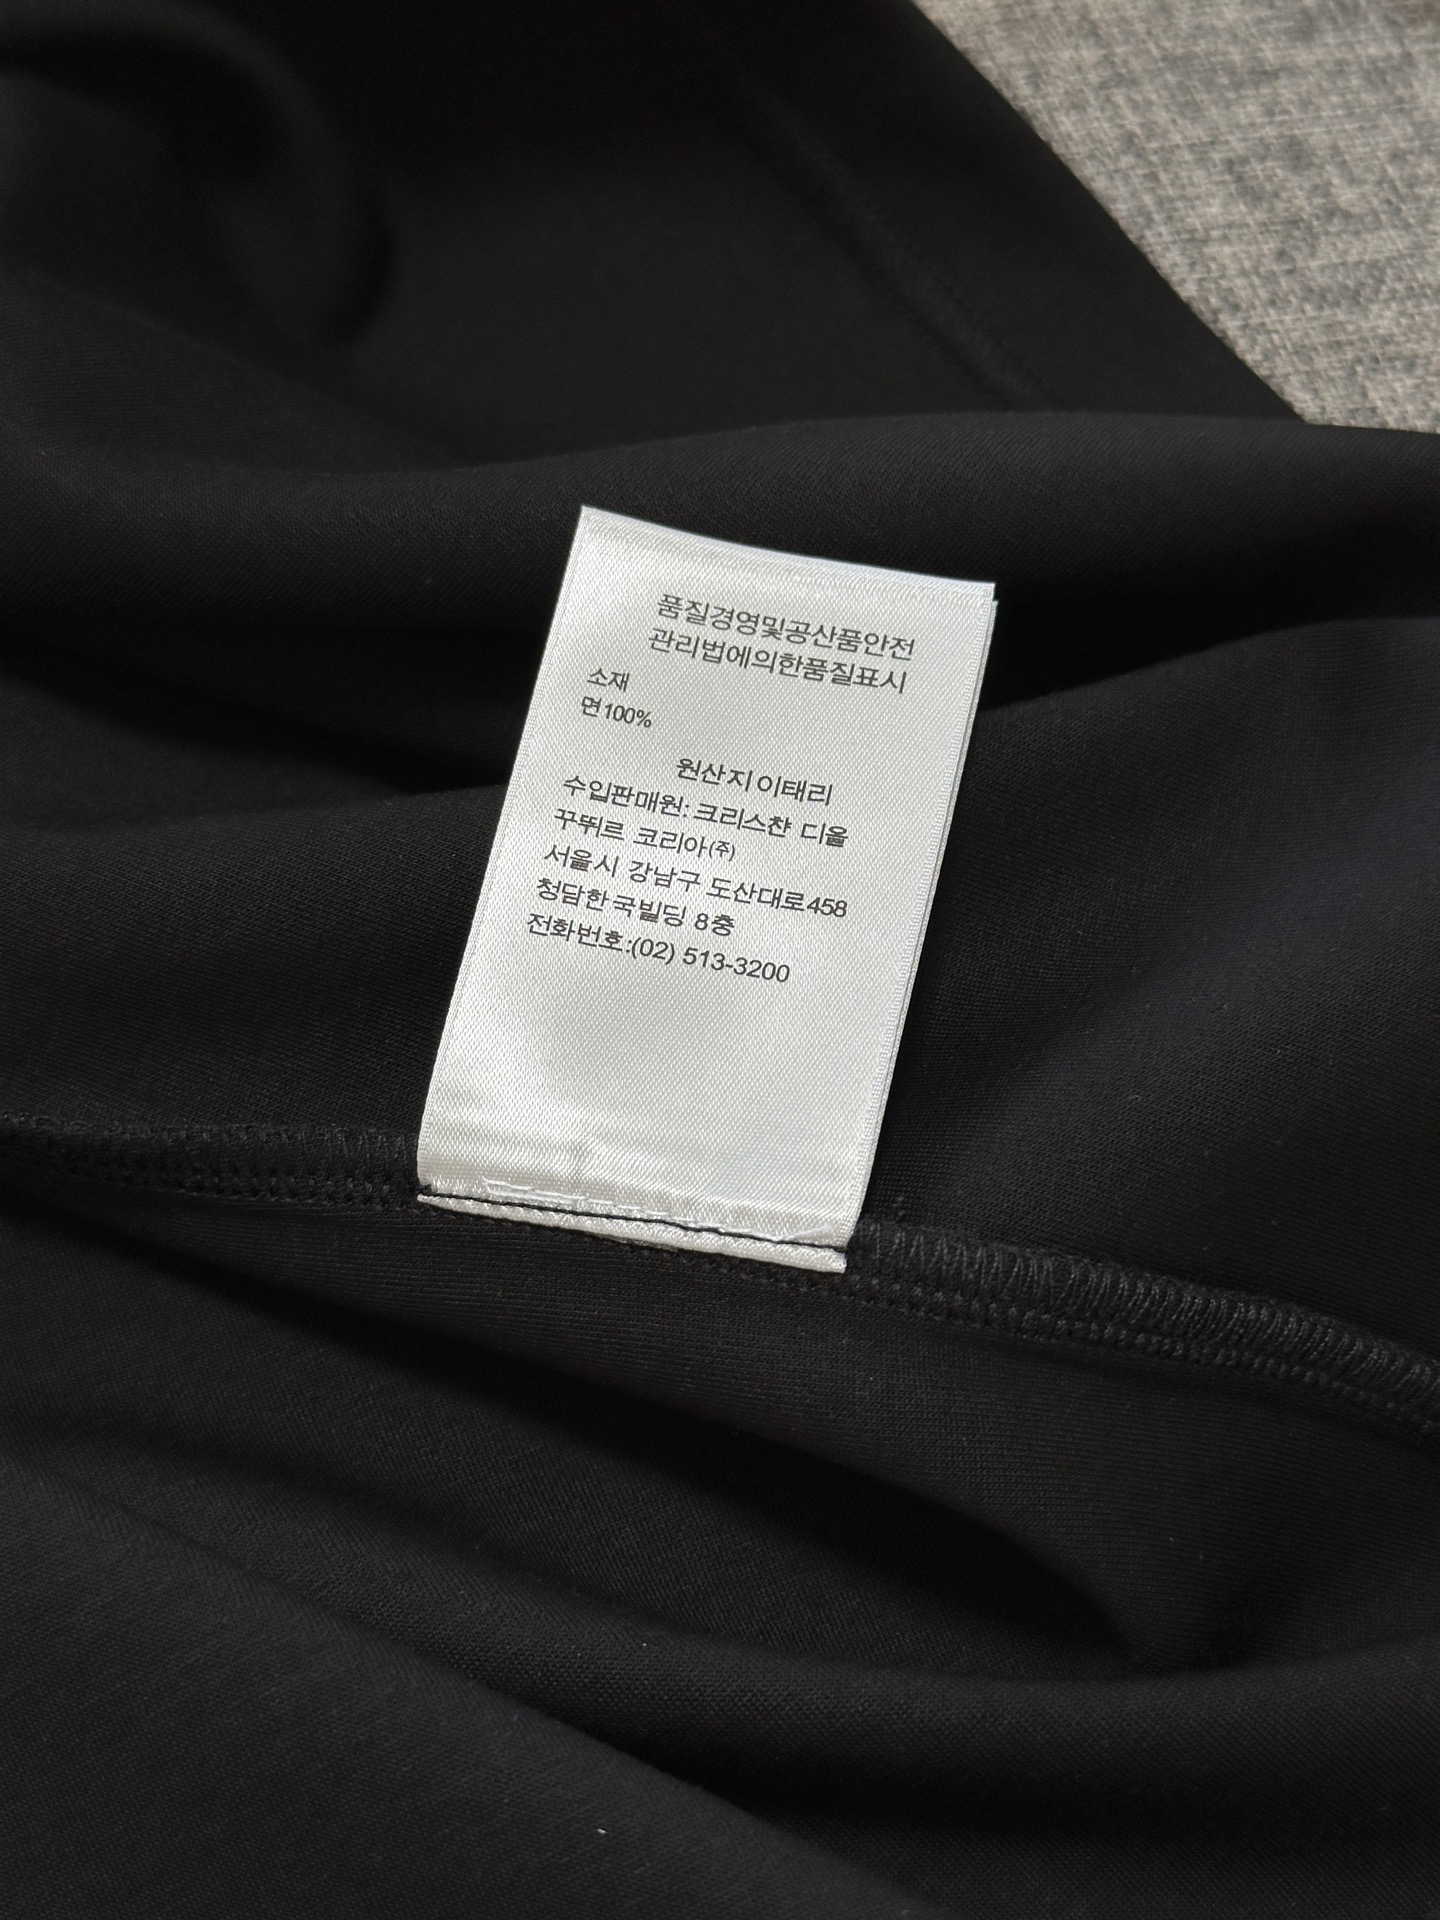 품질경영및공산품안전
관리법에의한품질표시
소재
면100%
원산지 이태리
수입판매원: 크리스챤 디올
꾸뛰르 코리아(주)
서울시 강남구 도산대로458
청담한국빌딩 8층
전화번호:(02) 513-3200